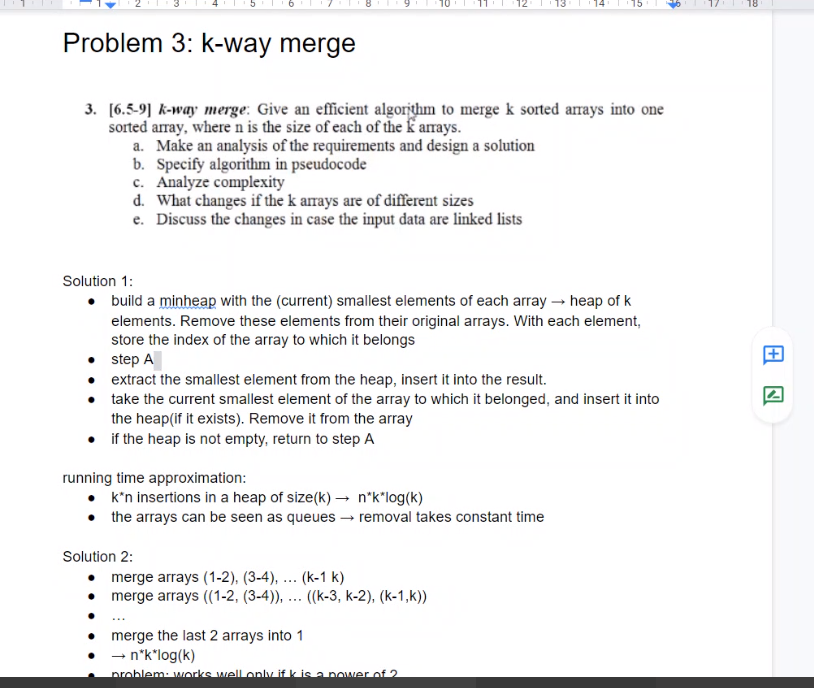 1 1 2 3 4 5 6 7 8 9 10 11 12 13 14 15 16 17 18
Problem 3: k-way merge
3. [6.5-9] k-way merge: Give an efficient algorithm to merge k sorted arrays into one
sorted array, where n is the size of each of the k arrays.
a. Make an analysis of the requirements and design a solution
b. Specify algorithm in pseudocode
c. Analyze complexity
d. What changes if the k arrays are of different sizes
e. Discuss the changes in case the input data are linked lists
Solution 1:
● build a minheap with the (current) smallest elements of each array → heap of k
elements. Remove these elements from their original arrays. With each element,
store the index of the array to which it belongs
● step A
● extract the smallest element from the heap, insert it into the result.
● take the current smallest element of the array to which it belonged, and insert it into
the heap(if it exists). Remove it from the array
● if the heap is not empty, return to step A
running time approximation:
● k*n insertions in a heap of size(k) → n*k*log(k)
● the arrays can be seen as queues → removal takes constant time
Solution 2:
● merge arrays (1-2), (3-4), … (k-1 k)
● merge arrays ((1-2, (3-4)), … ((k-3, k-2), (k-1,k))
● …
● merge the last 2 arrays into 1
● → n*k*log(k)
● problem: works well only if k is a power of 2